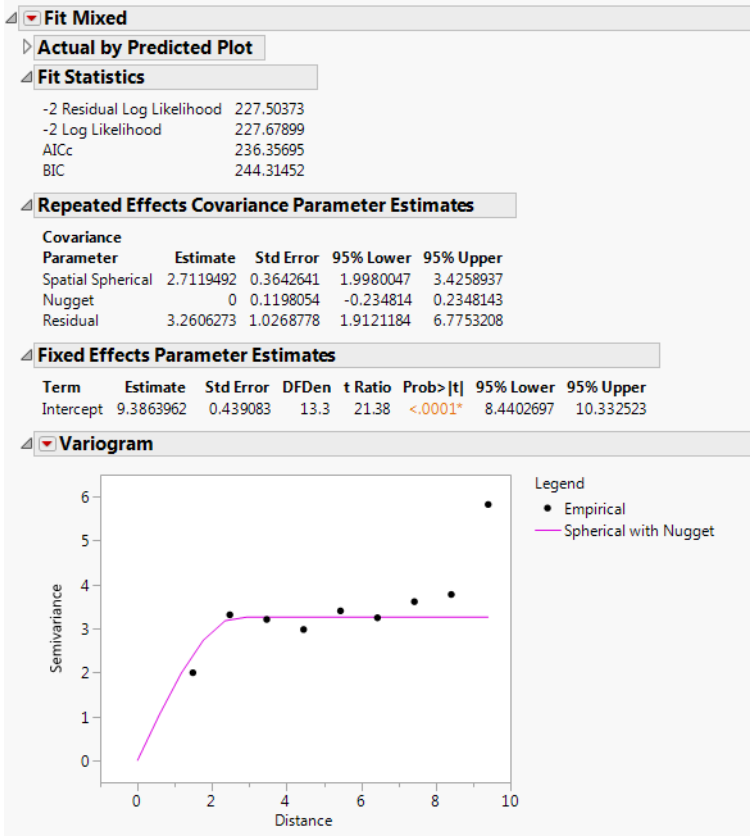 Fit Mixed
Actual by Predicted Plot
Fit Statistics
-2 Residual Log Likelihood 227.50373
-2 Log Likelihood 227.67899
AICc 236.35695
BIC 244.31452
Repeated Effects Covariance Parameter Estimates
Covariance
Parameter Estimate Std Error 95% Lower 95% Upper
Spatial Spherical 2.7119492 0.3642641 1.9980047 3.4258937
Nugget 0 0.1198054 -0.234814 0.2348143
Residual 3.2606273 1.0268778 1.9121184 6.7753208
Fixed Effects Parameter Estimates
Term Estimate Std Error DFDen t Ratio Prob>|t| 95% Lower 95% Upper
Intercept 9.3863962 0.439083 13.3 21.38 <.0001* 8.4402697 10.332523
Variogram
Legend
Empirical
Spherical with Nugget
Semivariance
6
5
4
3
2
1
0
0 2 4 6 8 10
Distance